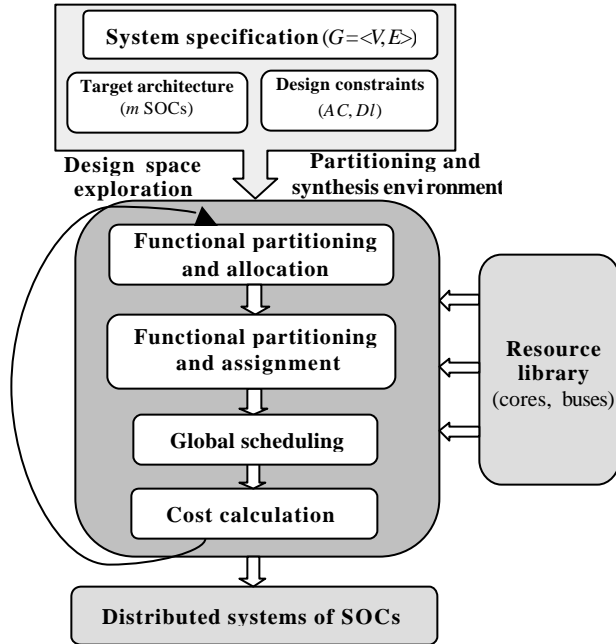 System specification (G=<V,E>)
Target architecture
(m SOCs)
Design constraints
(AC, Dl)
Design space
exploration
Partitioning and
synthesis environment
Functional partitioning
and allocation
Functional partitioning
and assignment
Global scheduling
Cost calculation
Resource
library
(cores, buses)
Distributed systems of SOCs